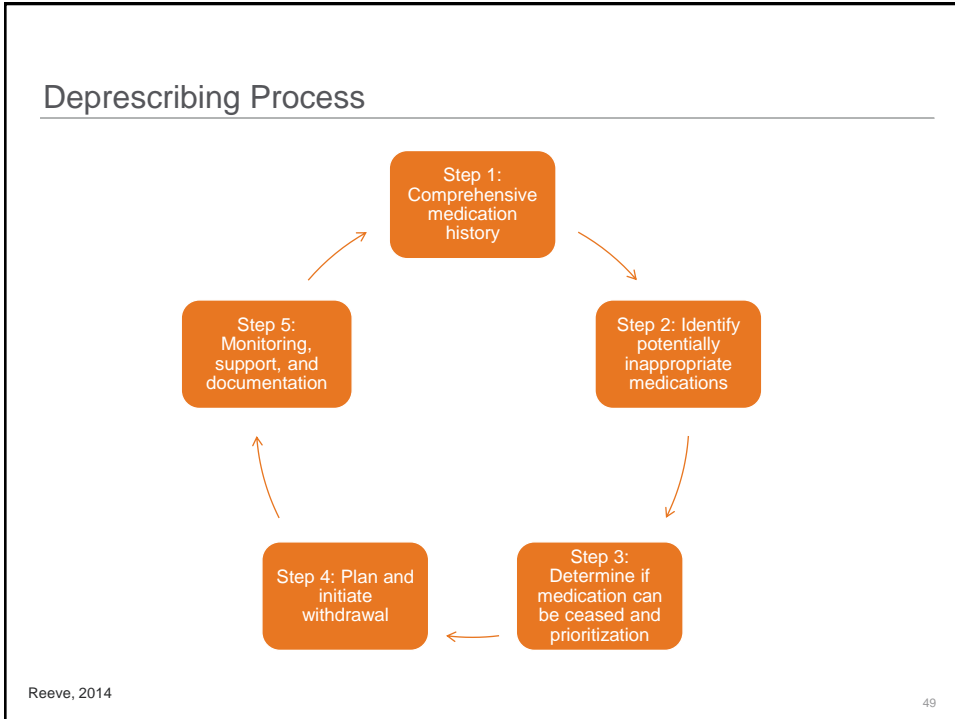 Deprescribing Process
Step 1:
Comprehensive
medication
history
Step 2: Identify
potentially
inappropriate
medications
Step 3:
Determine if
medication can
be ceased and
prioritization
Step 4: Plan and
initiate
withdrawal
Step 5:
Monitoring,
support, and
documentation
Reeve, 2014
49